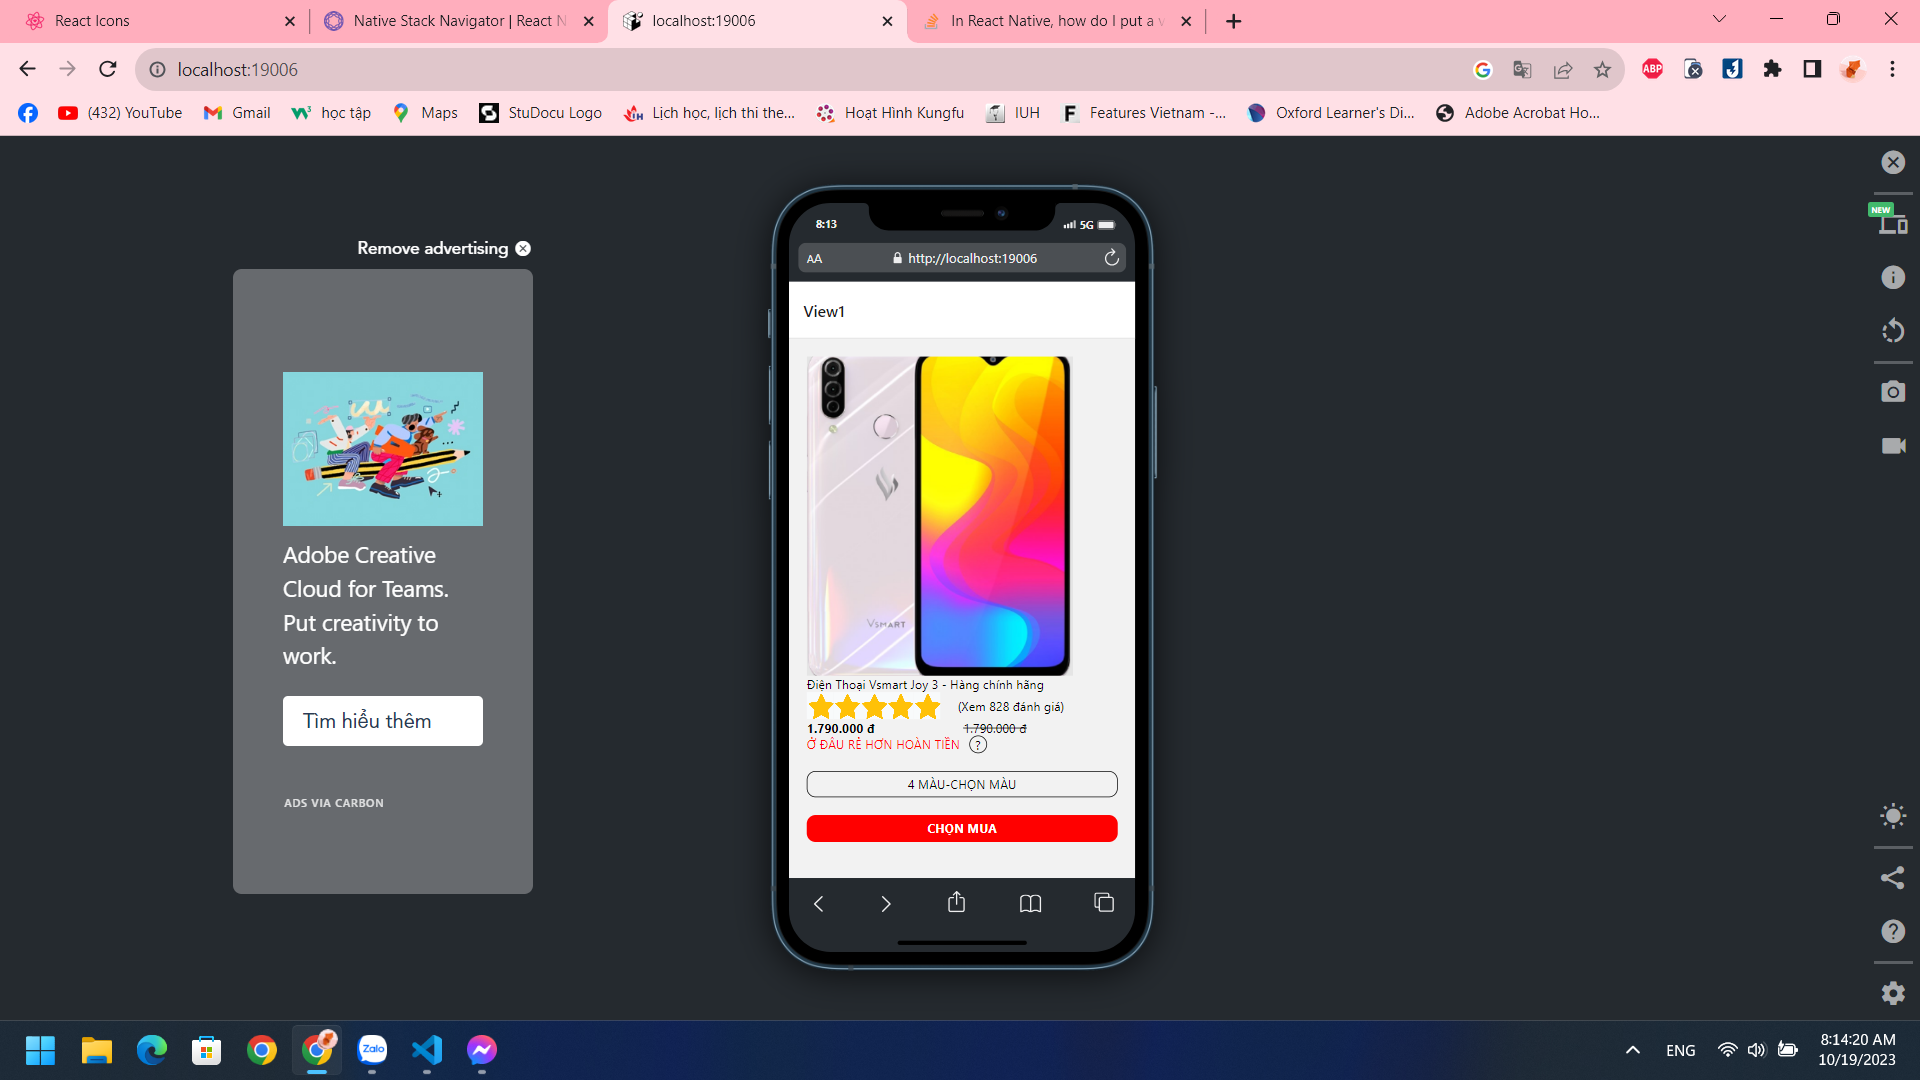 React Icons
Native Stack Navigator | React N
localhost:19006
In React Native, how do I put a v
localhost:19006
ABP
(432) YouTube
Gmail
học tập
Maps
StuDocu Logo
Lịch học, lịch thi the...
Hoạt Hình Kungfu
IUH
Features Vietnam -...
Oxford Learner's Di...
Adobe Acrobat Ho...
NEW
Remove advertising
Adobe Creative
Cloud for Teams.
Put creativity to
work.
Tìm hiểu thêm
ADS VIA CARBON
8:13
5G
AA
http://localhost:19006
View1
VSMART
Điện Thoại Vsmart Joy 3 - Hàng chính hãng
(Xem 828 đánh giá)
1.790.000 đ
1.790.000 đ
Ở ĐÂU RẺ HƠN HOÀN TIỀN
?
4 MÀU-CHỌN MÀU
CHỌN MUA
Zalo
ENG
8:14:20 AM
10/19/2023